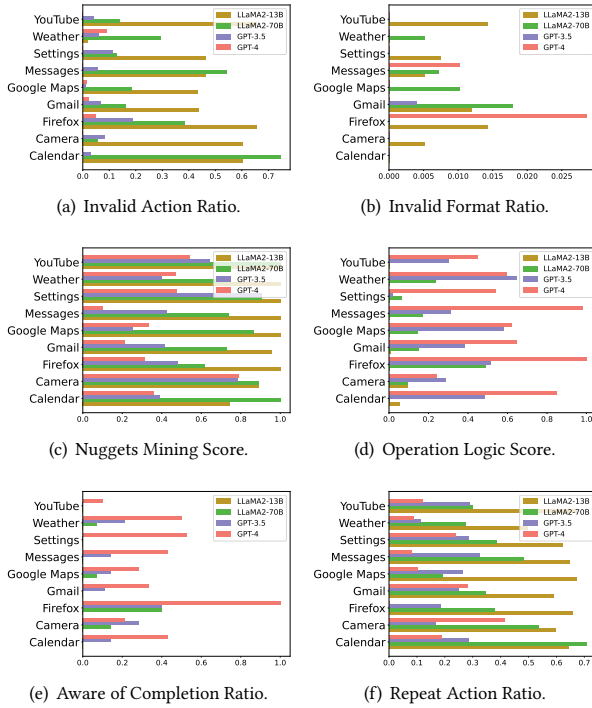 YouTube
Weather
Settings
Messages
Google Maps
Gmail
Firefox
Camera
Calendar
LLaMA2-13B
LLaMA2-70B
GPT-3.5
GPT-4
0.0 0.1 0.2 0.3 0.4 0.5 0.6 0.7
(a) Invalid Action Ratio.
YouTube
Weather
Settings
Messages
Google Maps
Gmail
Firefox
Camera
Calendar
LLaMA2-13B
LLaMA2-70B
GPT-3.5
GPT-4
0.000 0.005 0.010 0.015 0.020 0.025
(b) Invalid Format Ratio.
YouTube
Weather
Settings
Messages
Google Maps
Gmail
Firefox
Camera
Calendar
LLaMA2-13B
LLaMA2-70B
GPT-3.5
GPT-4
0.0 0.2 0.4 0.6 0.8 1.0
(c) Nuggets Mining Score.
YouTube
Weather
Settings
Messages
Google Maps
Gmail
Firefox
Camera
Calendar
LLaMA2-13B
LLaMA2-70B
GPT-3.5
GPT-4
0.0 0.2 0.4 0.6 0.8 1.0
(d) Operation Logic Score.
YouTube
Weather
Settings
Messages
Google Maps
Gmail
Firefox
Camera
Calendar
LLaMA2-13B
LLaMA2-70B
GPT-3.5
GPT-4
0.0 0.2 0.4 0.6 0.8 1.0
(e) Aware of Completion Ratio.
YouTube
Weather
Settings
Messages
Google Maps
Gmail
Firefox
Camera
Calendar
LLaMA2-13B
LLaMA2-70B
GPT-3.5
GPT-4
0.0 0.1 0.2 0.3 0.4 0.5 0.6 0.7
(f) Repeat Action Ratio.